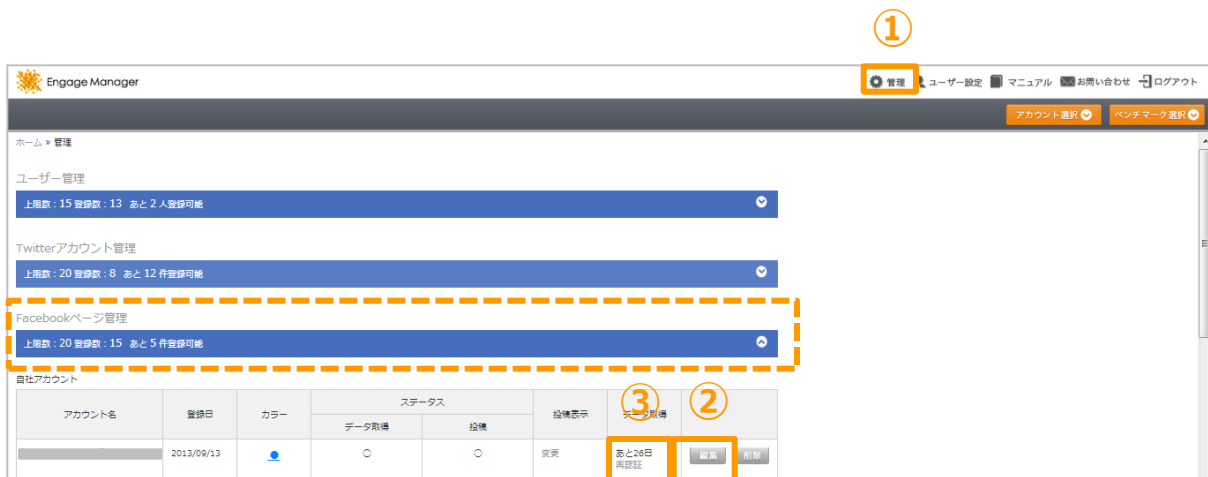 ①
Engage Manager
管理 ユーザー設定 マニュアル お問い合わせ ログアウト
アカウント選択 ベンチマーク選択
ホーム » 管理
ユーザー管理
上限数：15 登録数：13 あと 2 人登録可能
Twitterアカウント管理
上限数：20 登録数：8 あと 12 件登録可能
Facebookページ管理
上限数：20 登録数：15 あと 5 件登録可能
自社アカウント
③ ②
アカウント名 登録日 カラー ステータス 投稿表示 データ取得
データ取得 投稿
2013/09/13 ○ ○ 変更 あと26日 編集 削除
再認証